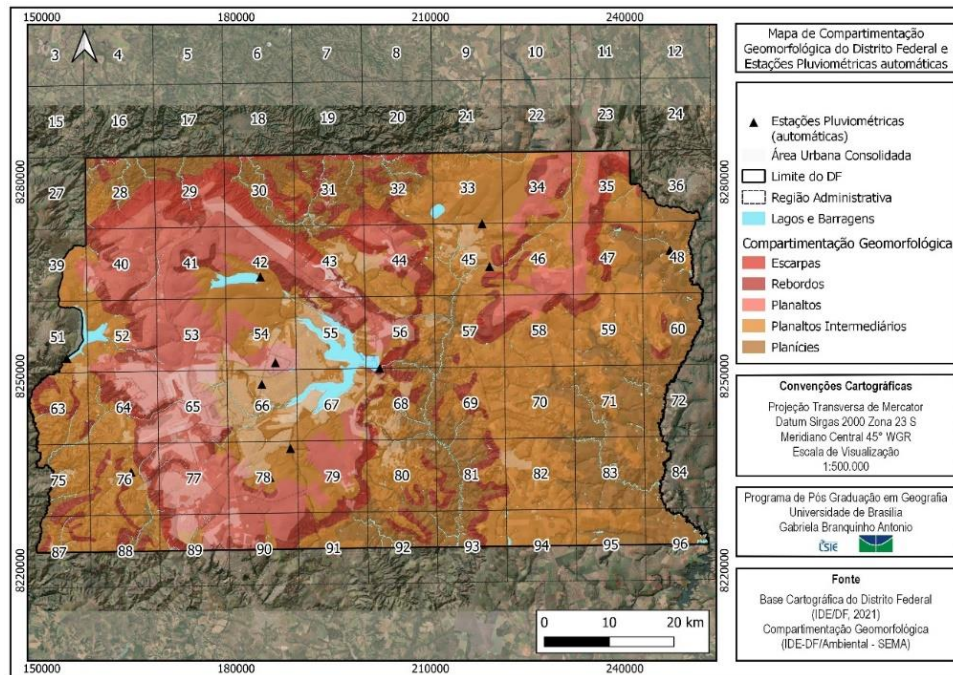 150000 180000 210000 240000
3 4 5 6 7 8 9 10 11 12
15 16 17 18 19 20 21 22 23 24
8280000 27 28 29 30 31 32 33 34 35 36 8280000
39 40 41 42 43 44 45 46 47 48
51 52 53 54 55 56 57 58 59 60
8250000 63 64 65 66 67 68 69 70 71 72 8250000
75 76 77 78 79 80 81 82 83 84
87 88 89 90 91 92 93 94 95 96
8220000 8220000
0 10 20 km
150000 180000 210000 240000
Mapa de Compartimentação
Geomorfológica do Distrito Federal e
Estações Pluviométricas automáticas
Estações Pluviométricas
(automáticas)
Área Urbana Consolidada
Limite do DF
Região Administrativa
Lagos e Barragens
Compartimentação Geomorfológica
Escarpas
Rebordos
Planaltos
Planaltos Intermediários
Planícies
Convenções Cartográficas
Projeção Transversa de Mercator
Datum Sirgas 2000 Zona 23 S
Meridiano Central 45° WGR
Escala de Visualização
1:500.000
Programa de Pós Graduação em Geografia
Universidade de Brasilia
Gabriela Branquinho Antonio
LSIE
Fonte
Base Cartográfica do Distrito Federal
(IDE/DF, 2021)
Compartimentação Geomorfológica
(IDE-DF/Ambiental - SEMA)